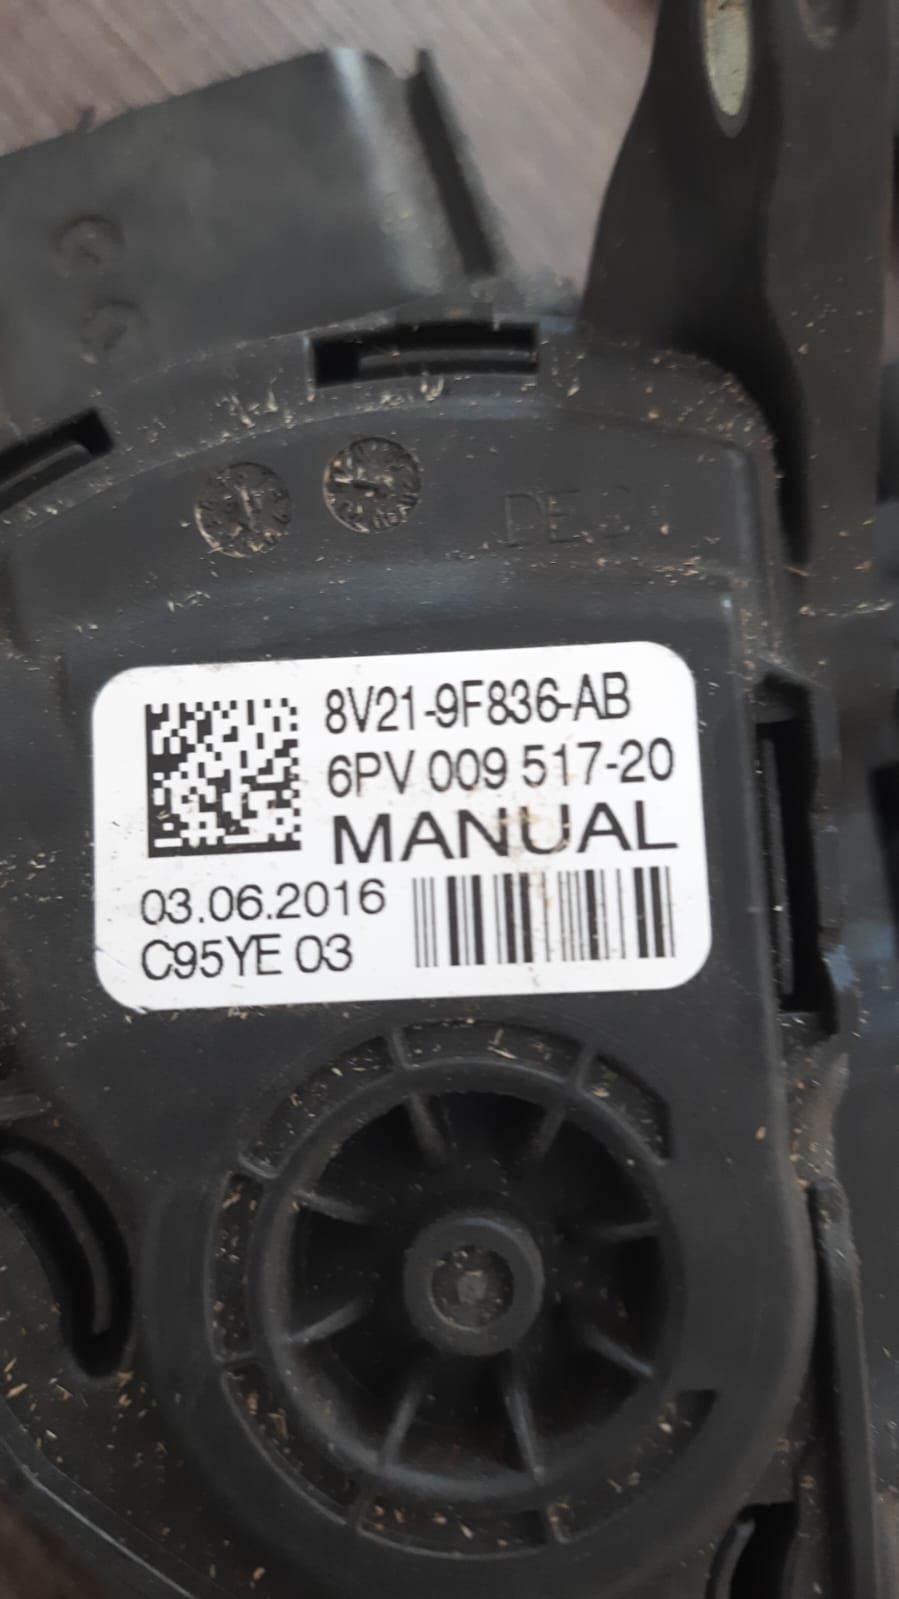 8V21-9F836-AB
6PV 009 517-20
MANUAL
03.06.2016
C95YE 03